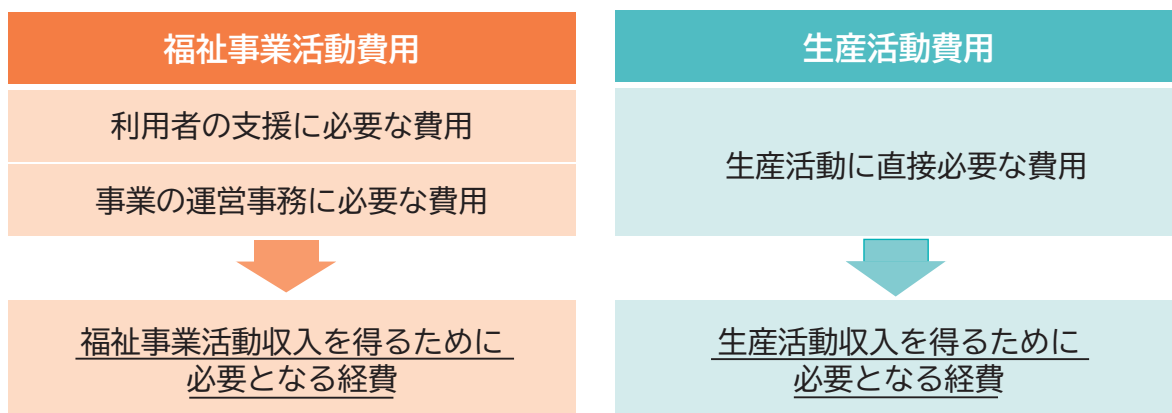 福祉事業活動費用
利用者の支援に必要な費用
事業の運営事務に必要な費用
福祉事業活動収入を得るために
必要となる経費
生産活動費用
生産活動に直接必要な費用
生産活動収入を得るために
必要となる経費